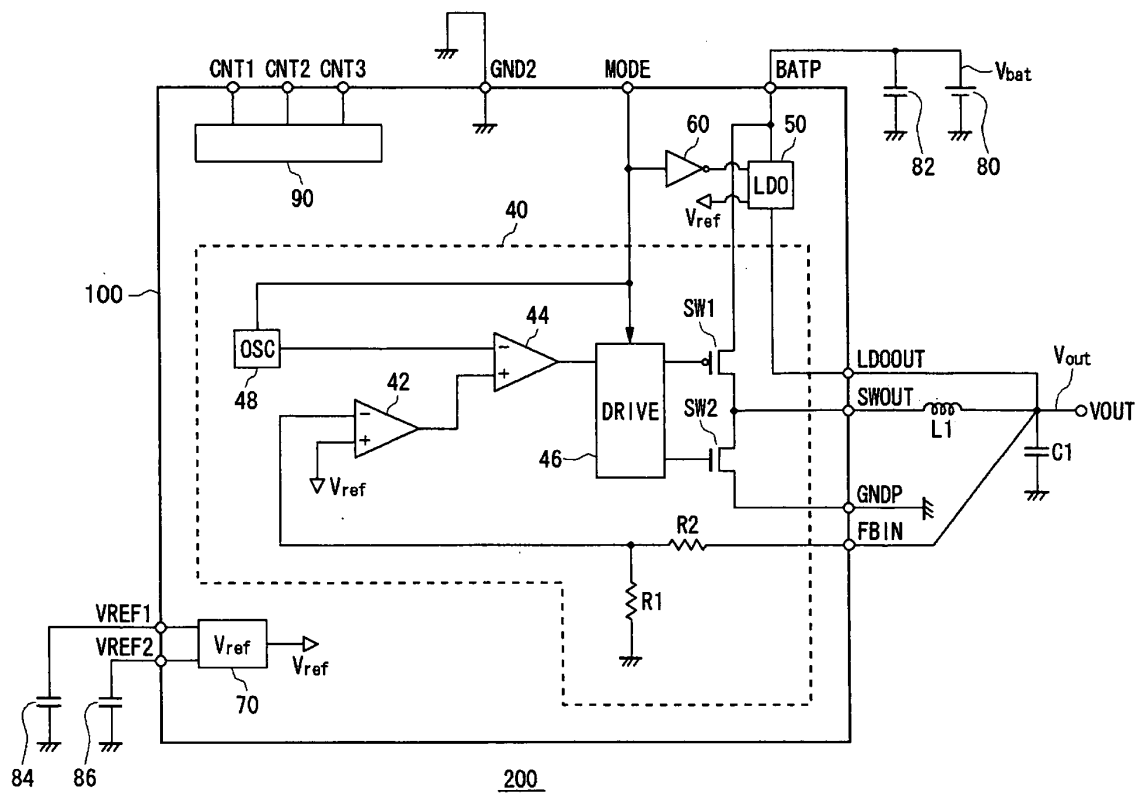 CNT1 CNT2 CNT3 GND2 MODE BATP Vbat
60 50 82 80
90 LDO
Vref
40
100 44 SW1
OSC LDOOUT Vout
48 42 SWOUT VOUT
DRIVE SW2 L1
46 C1
Vref GNDP
R2 FBIN
R1
VREF1
VREF2 Vref Vref
70
84 86
200